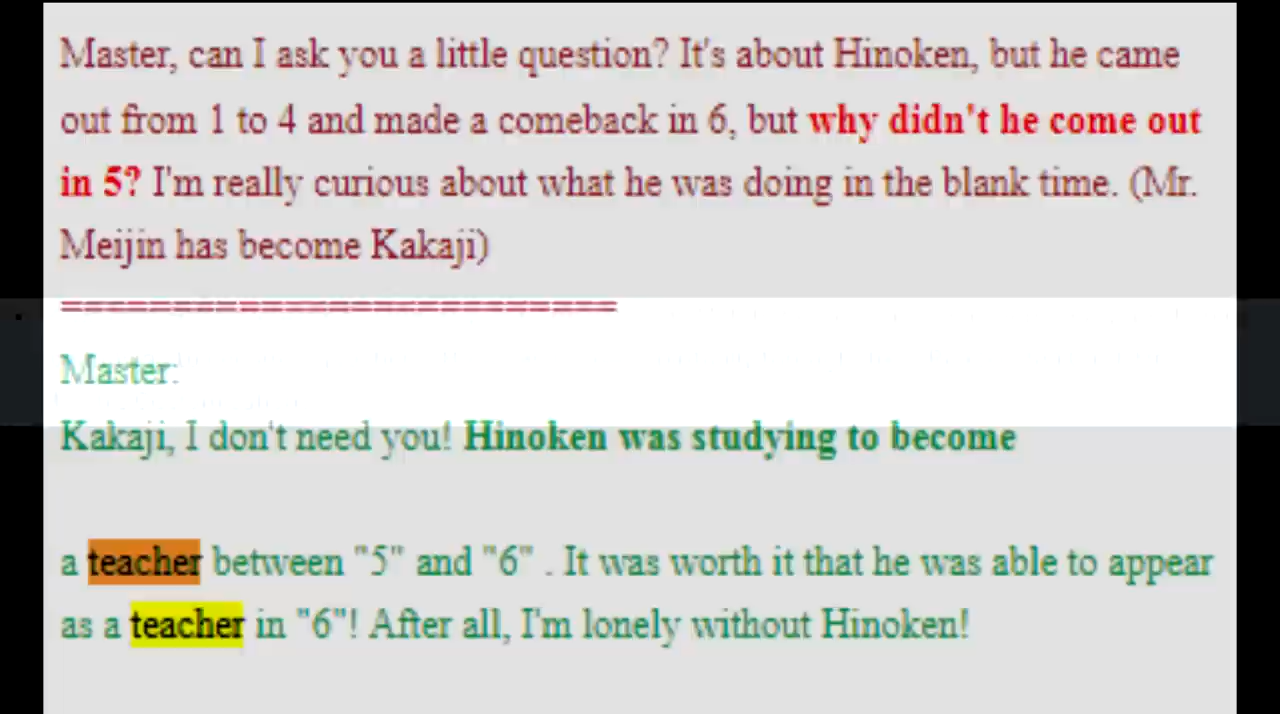 Master, can I ask you a little question? It's about Hinoken, but he came
out from 1 to 4 and made a comeback in 6, but why didn't he come out
in 5? I'm really curious about what he was doing in the blank time. (Mr.
Meijin has become Kakaji)
==========================
Master:
Kakaji, I don't need you! Hinoken was studying to become
a teacher between "5" and "6" . It was worth it that he was able to appear
as a teacher in "6"! After all, I'm lonely without Hinoken!